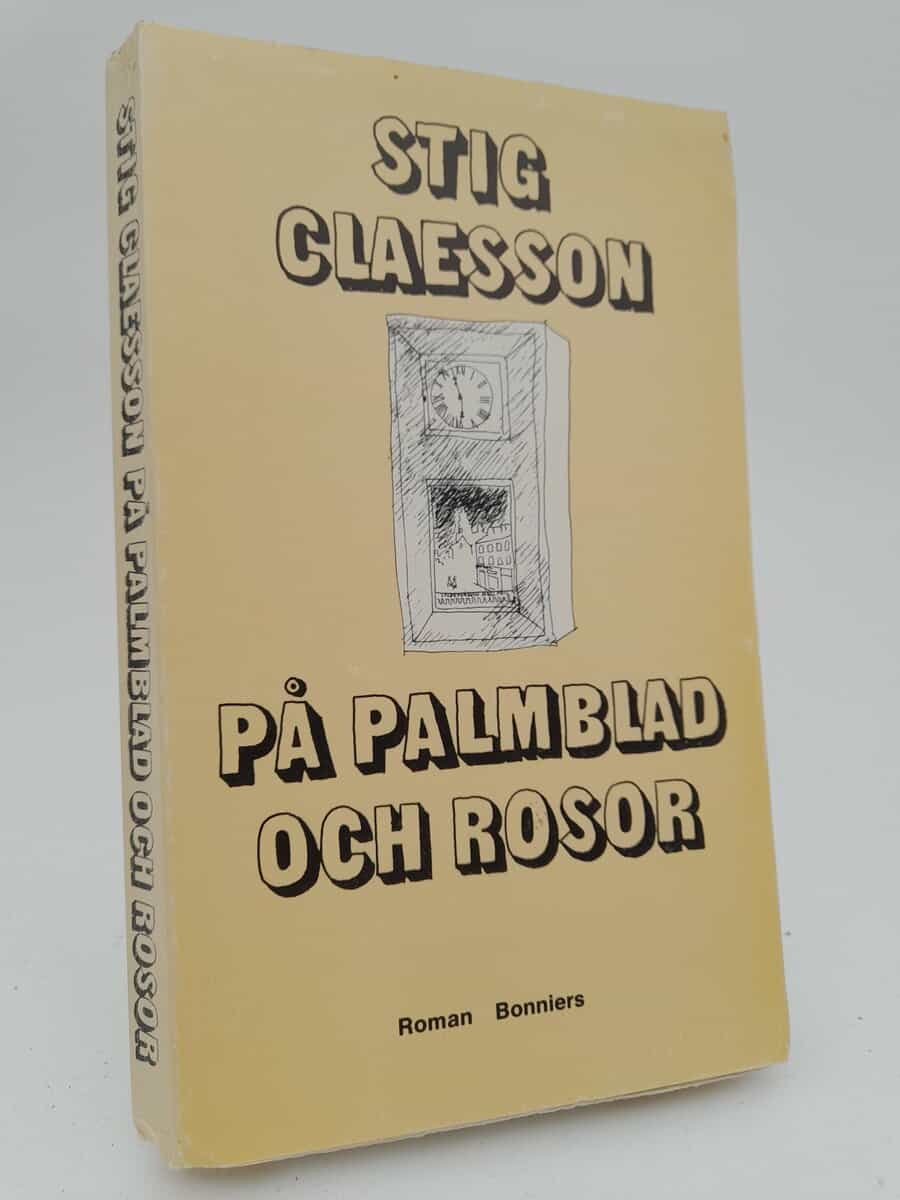 STIG
CLAESSON
PÅ PALMBLAD
OCH ROSOR
Roman Bonniers
STIG CLAESSON PÅ PALMBLAD OCH ROSOR